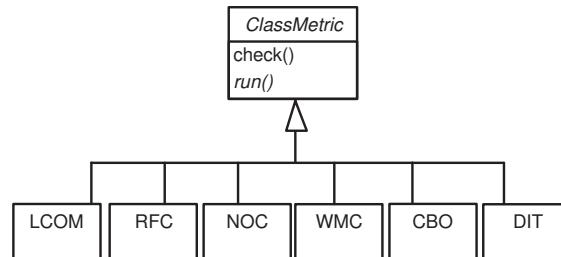 ClassMetric
check()
run()
LCOM
RFC
NOC
WMC
CBO
DIT